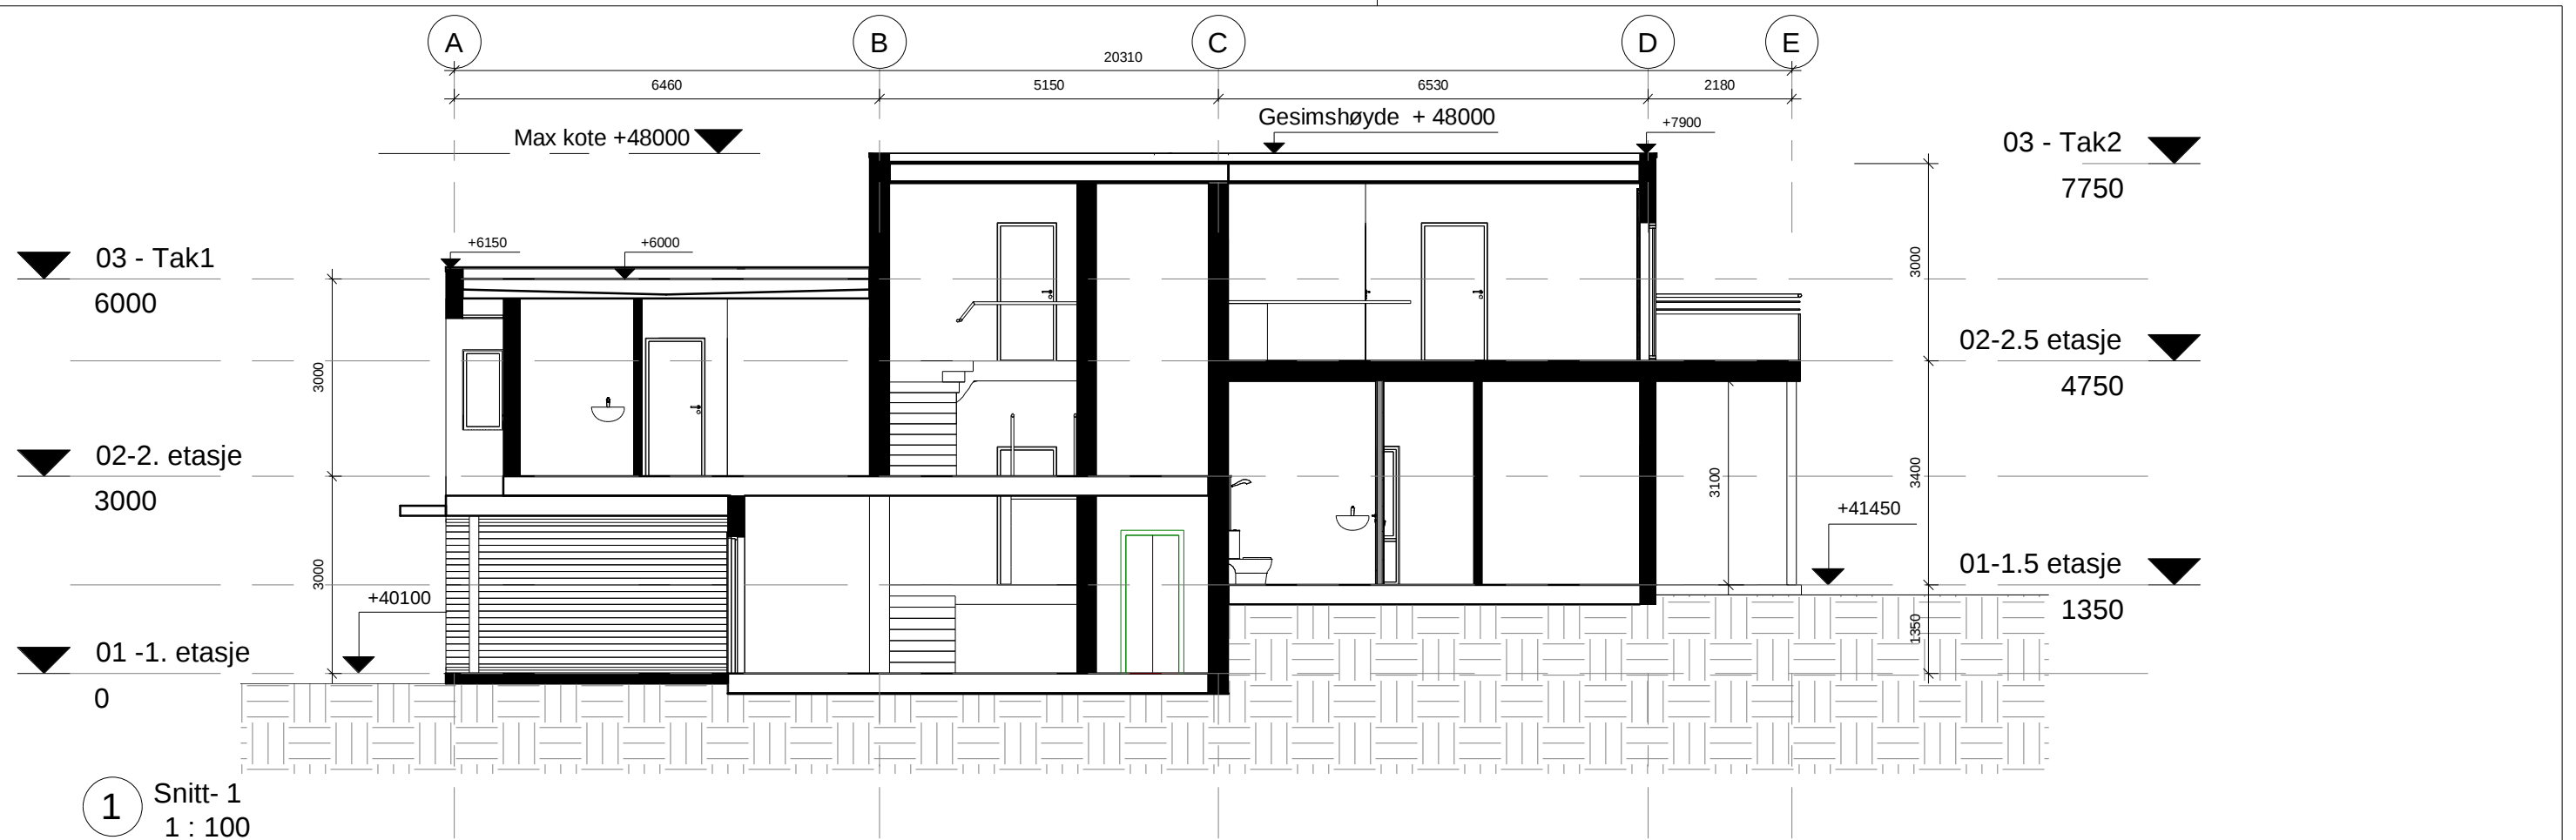 A B C D E
20310
6460 5150 6530 2180
Max kote +48000
Gesimshøyde + 48000
+7900
03 - Tak2
7750
03 - Tak1
6000
+6150
+6000
3000
02-2.5 etasje
4750
3000
02-2. etasje
3000
3100
3400
+41450
01-1.5 etasje
1350
3000
+40100
1350
01 -1. etasje
0
1
Snitt- 1
1 : 100